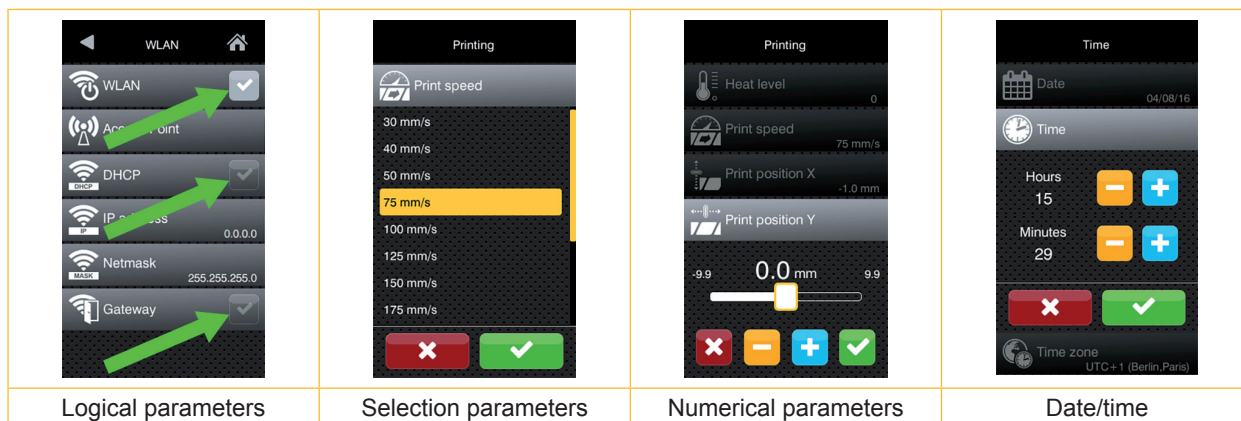 WLAN
WLAN
Point
DHCP
DHCP
IP
IP
0.0.0.0
Netmask
MASK
255.255.255.0
Gateway
Logical parameters
Printing
Print speed
30 mm/s
40 mm/s
50 mm/s
75 mm/s
100 mm/s
125 mm/s
150 mm/s
175 mm/s
Selection parameters
Printing
Heat level
0
Print speed
75 mm/s
Print position X
-1.0 mm
Print position Y
-9.9 0.0 mm 9.9
Numerical parameters
Time
Date
04/08/16
Time
Hours
15
Minutes
29
Time zone
UTC+1 (Berlin,Paris)
Date/time